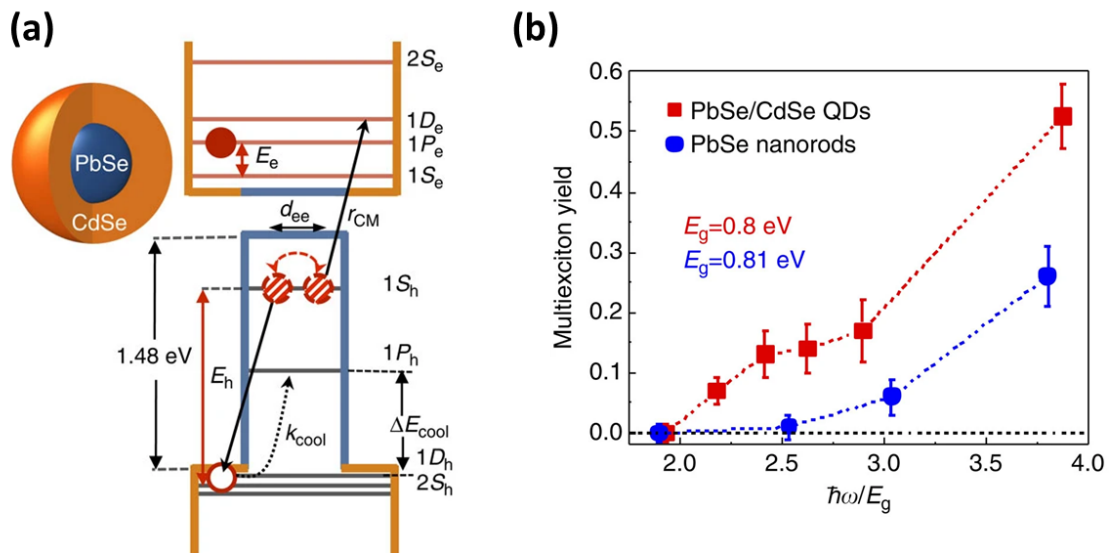 (a)
PbSe
CdSe
2Se
1De
1Pe
1Se
Ee
dee
rCM
1Sh
1.48 eV
Eh
1Ph
kcool
ΔEcool
1Dh
2Sh
(b)
Multiexciton yield
0.6
0.5
0.4
0.3
0.2
0.1
0.0
PbSe/CdSe QDs
PbSe nanorods
Eg=0.8 eV
Eg=0.81 eV
2.0 2.5 3.0 3.5 4.0
ħω/Eg